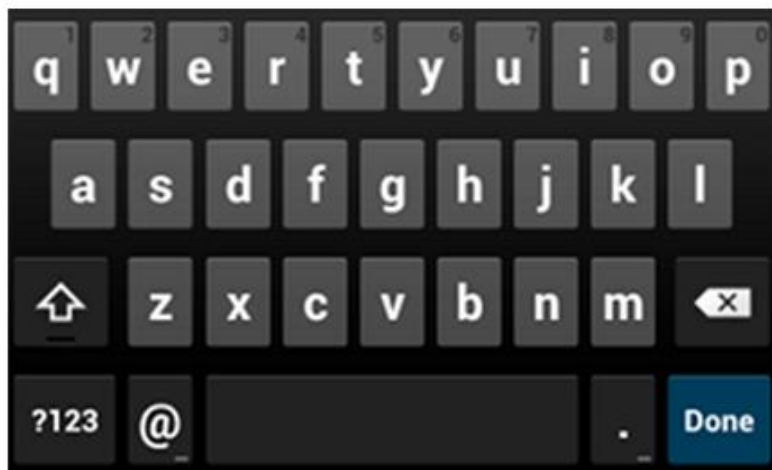 1 2 3 4 5 6 7 8 9 0
q w e r t y u i o p
a s d f g h j k l
z x c v b n m
?123 @ . Done